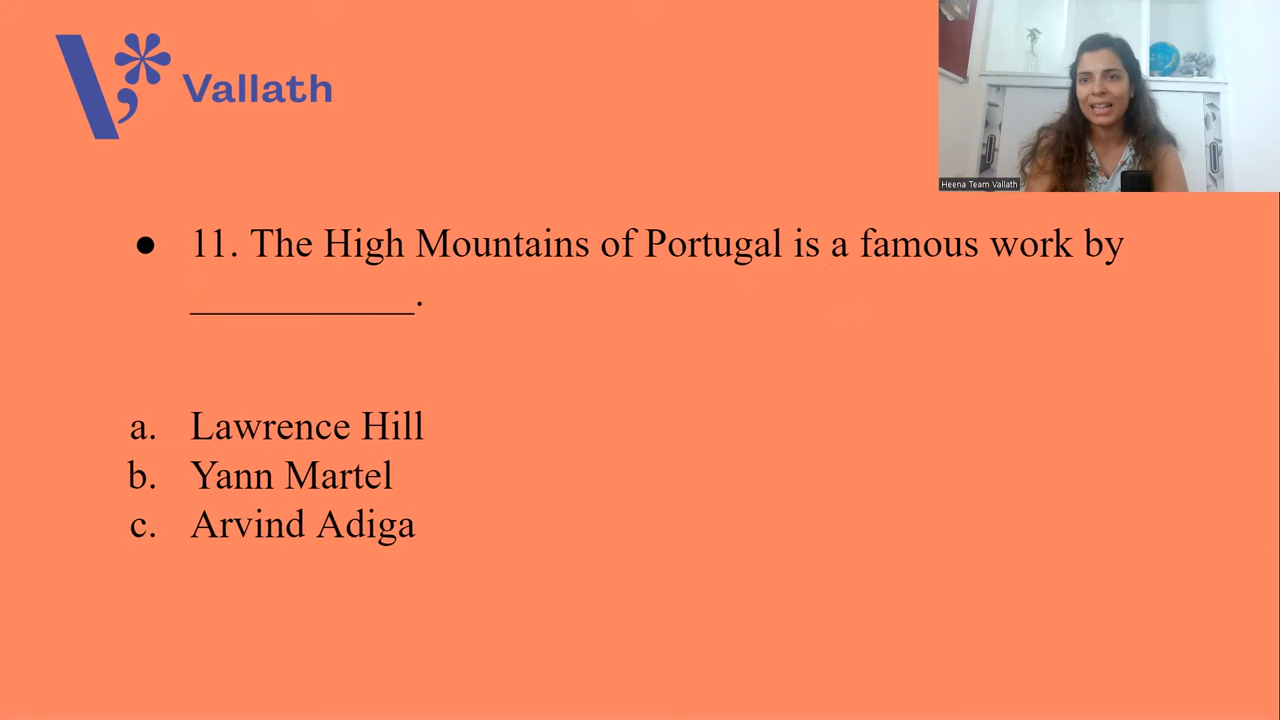 Vallath
Heena Team Vallath
● 11. The High Mountains of Portugal is a famous work by
___________.
a. Lawrence Hill
b. Yann Martel
c. Arvind Adiga